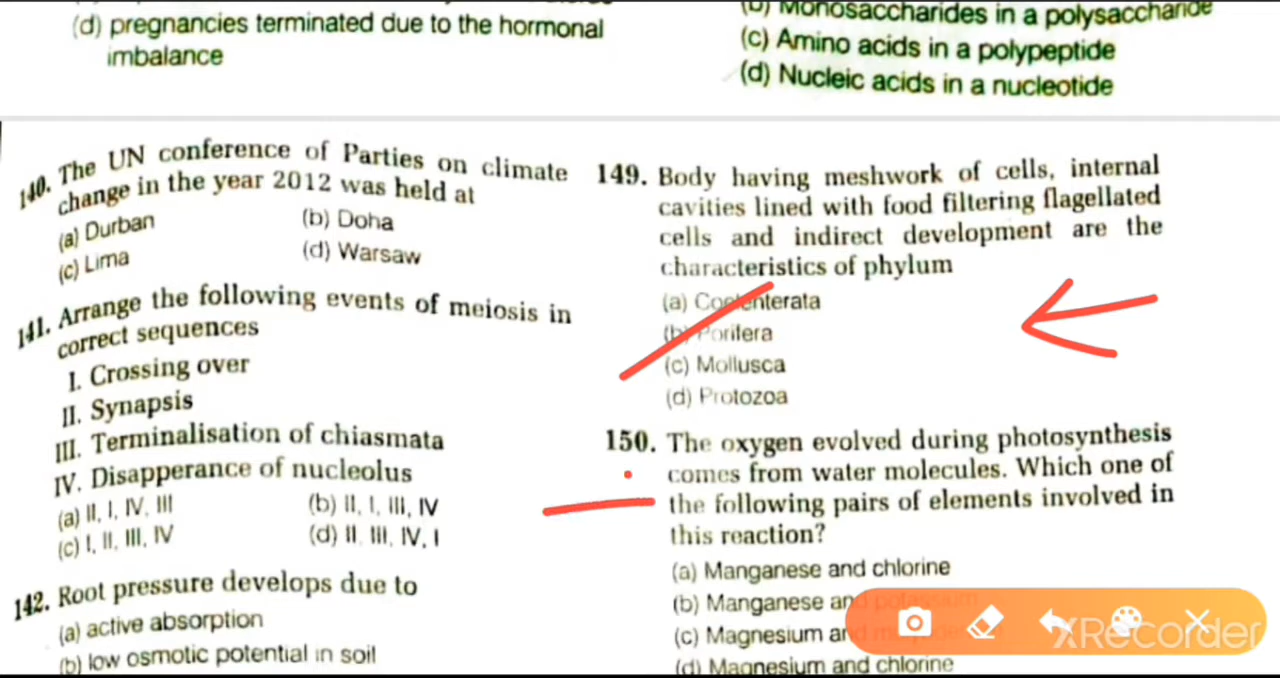 (d) pregnancies terminated due to the hormonal
imbalance
140. The UN conference of Parties on climate
change in the year 2012 was held at
(a) Durban (b) Doha
(c) Lima (d) Warsaw
141. Arrange the following events of meiosis in
correct sequences
I. Crossing over
II. Synapsis
III. Terminalisation of chiasmata
IV. Disapperance of nucleolus
(a) II, I, IV, III (b) II, I, III, IV
(c) I, II, III, IV (d) II. III, IV, I
142. Root pressure develops due to
(a) active absorption
(b) low osmotic potential in soil
(b) Monosaccharides in a polysaccharide
(c) Amino acids in a polypeptide
(d) Nucleic acids in a nucleotide
149. Body having meshwork of cells, internal
cavities lined with food filtering flagellated
cells and indirect development are the
characteristics of phylum
(a) Coelenterata
(b) Porifera
(c) Mollusca
(d) Protozoa
150. The oxygen evolved during photosynthesis
comes from water molecules. Which one of
the following pairs of elements involved in
this reaction?
(a) Manganese and chlorine
(b) Manganese and potassium
(c) Magnesium and
(d) Magnesium and chlorine
XRecorder